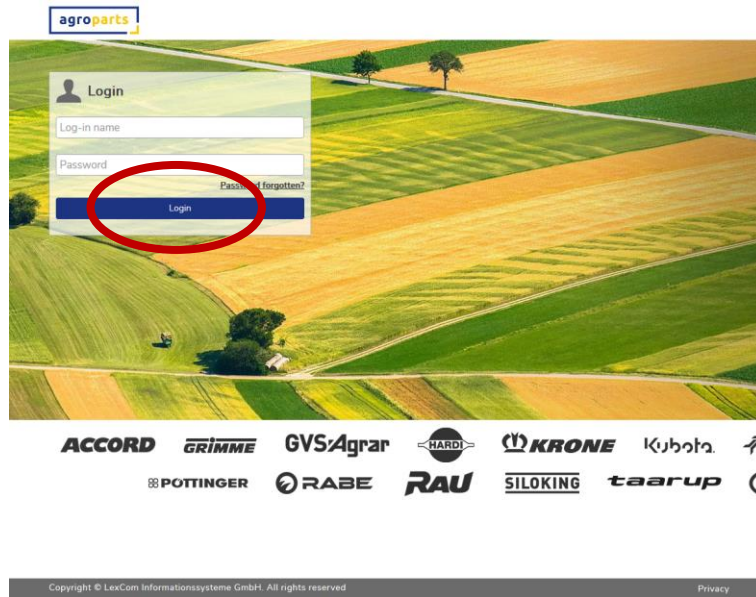 agroparts
Login
Log-in name
Password
Password forgotten?
Login
ACCORD GRIMME GVS-Agrar HARDI KRONE Kubota
PÖTTINGER RABE RAU SILOKING taarup
Copyright © LexCom Informationssysteme GmbH. All rights reserved Privacy